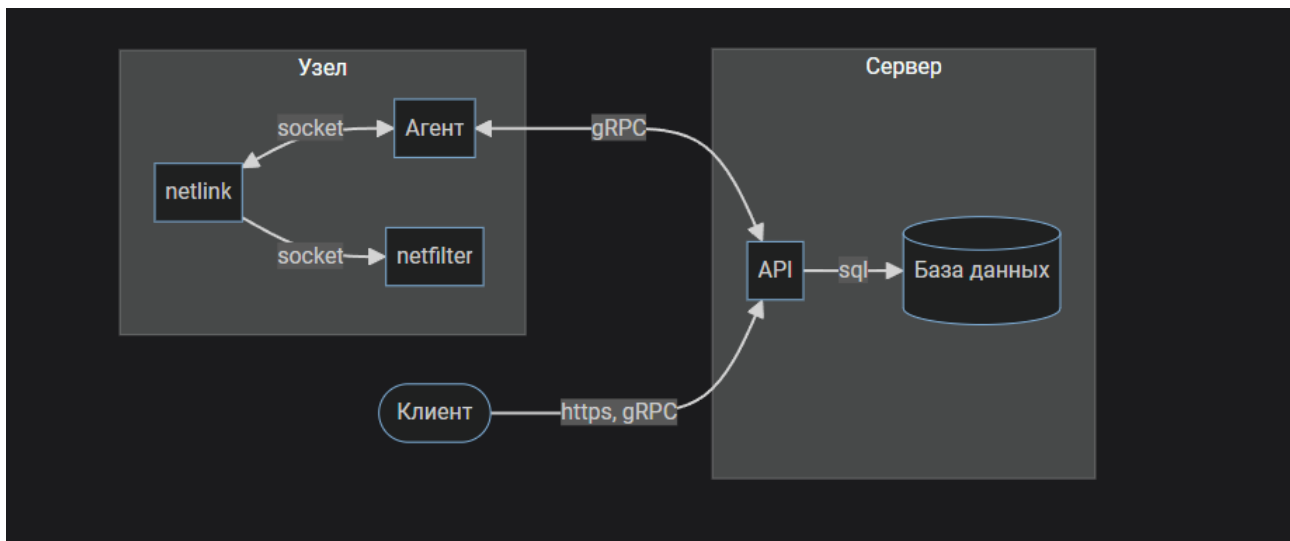 Узел
Сервер
socket
Агент
gRPC
netlink
socket
netfilter
API
sql
База данных
Клиент
https, gRPC